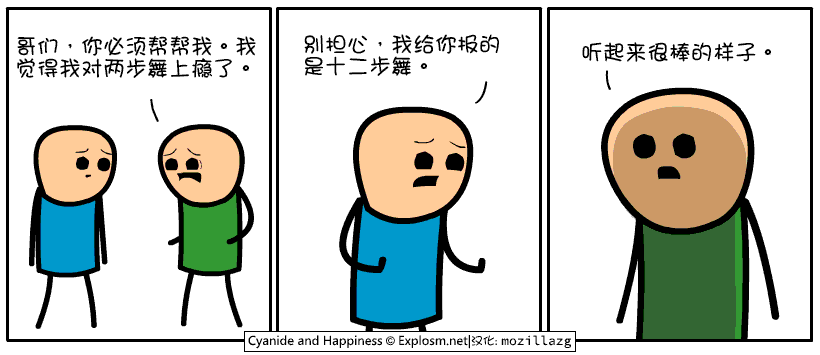 哥们，你必须帮帮我。我
觉得我对两步舞上瘾了。
别担心，我给你报的
是十二步舞。
听起来很棒的样子。
Cyanide and Happiness © Explosm.net|汉化: mozillazg